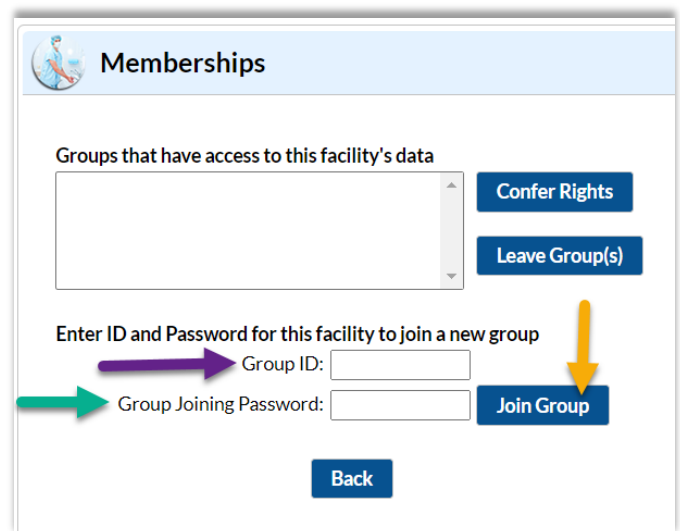 Memberships
Groups that have access to this facility's data
Confer Rights
Leave Group(s)
Enter ID and Password for this facility to join a new group
Group ID:
Group Joining Password:
Join Group
Back